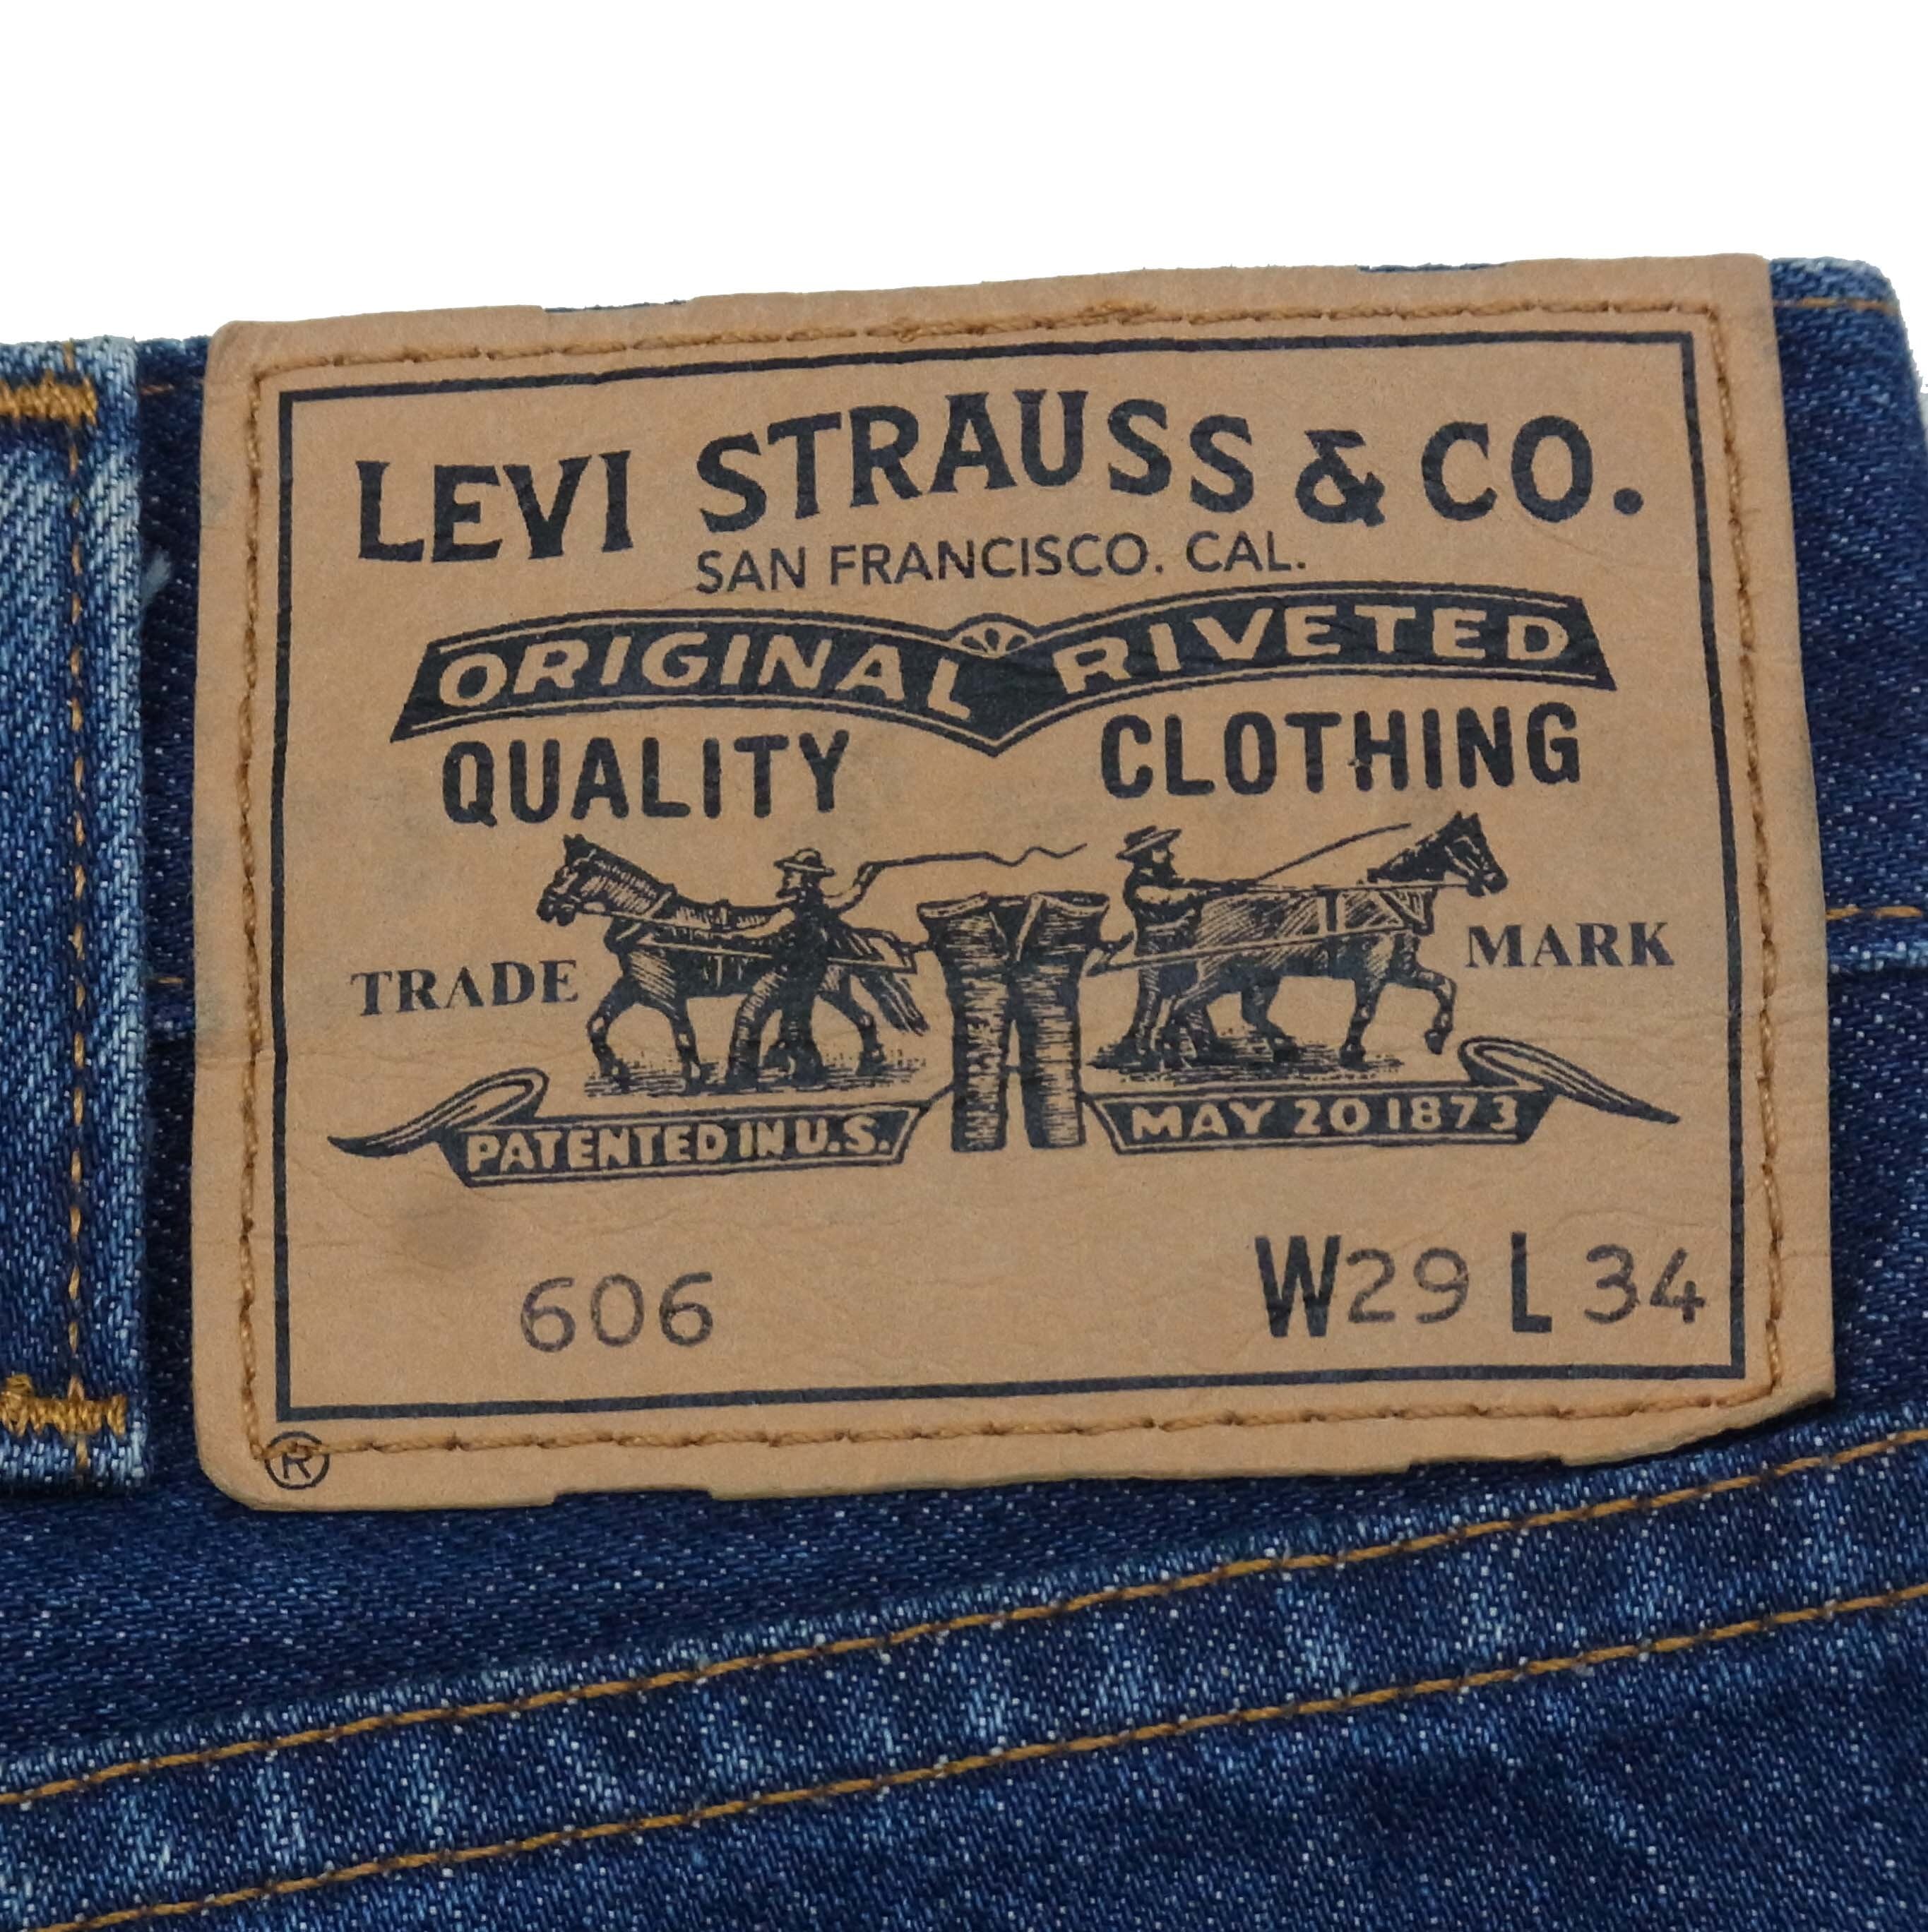 LEVI STRAUSS & CO.
SAN FRANCISCO. CAL.
ORIGINAL RIVETED
QUALITY CLOTHING
TRADE MARK
PATENTED IN U.S. MAY 20 1873
606 W29 L 34
®